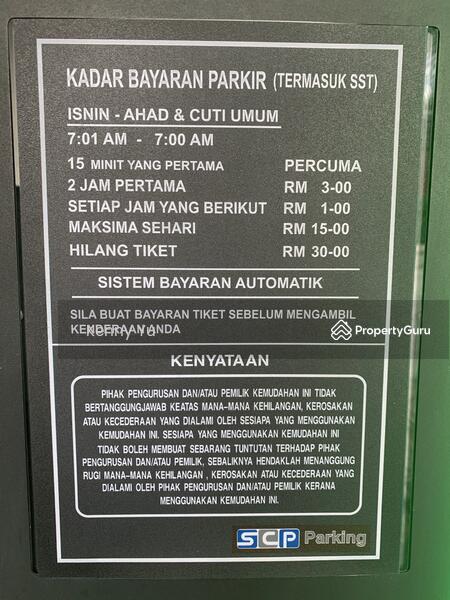 KADAR BAYARAN PARKIR (TERMASUK SST)
ISNIN - AHAD & CUTI UMUM
7:01 AM - 7:00 AM
15 MINIT YANG PERTAMA PERCUMA
2 JAM PERTAMA RM 3-00
SETIAP JAM YANG BERIKUT RM 1-00
MAKSIMA SEHARI RM 15-00
HILANG TIKET RM 30-00
SISTEM BAYARAN AUTOMATIK
SILA BUAT BAYARAN TIKET SEBELUM MENGAMBIL
KENDERAAN ANDA
Kenny Yu
PropertyGuru
KENYATAAN
PIHAK PENGURUSAN DAN/ATAU PEMILIK KEMUDAHAN INI TIDAK
BERTANGGUNGJAWAB KEATAS MANA-MANA KEHILANGAN, KEROSAKAN
ATAU KECEDERAAN YANG DIALAMI OLEH SESIAPA YANG MENGGUNAKAN
KEMUDAHAN INI. SESIAPA YANG MENGGUNAKAN KEMUDAHAN INI
TIDAK BOLEH MEMBUAT SEBARANG TUNTUTAN TERHADAP PIHAK
PENGURUSAN DAN/ATAU PEMILIK, SEBALIKNYA HENDAKLAH MENANGGUNG
RUGI MANA-MANA KEHILANGAN , KEROSAKAN ATAU KECEDERAAN YANG
DIALAMI OLEH PIHAK PENGURUSAN DAN/ATAU PEMILIK KERANA
MENGGUNAKAN KEMUDAHAN INI.
SCP Parking